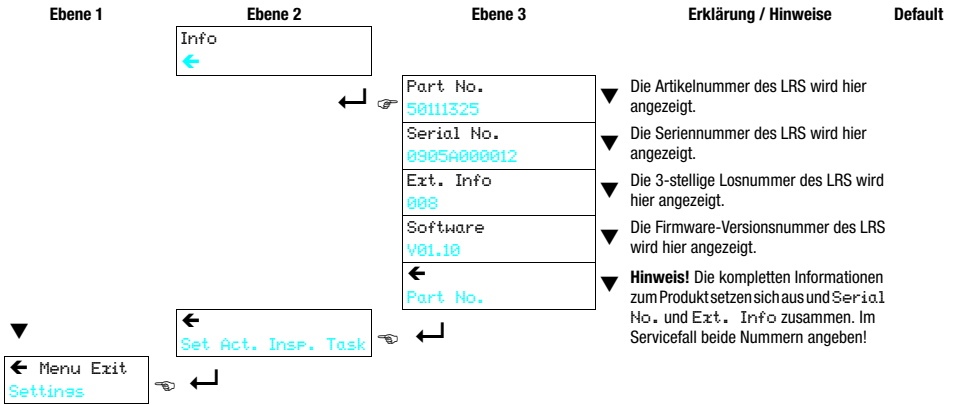 Ebene 1 Ebene 2 Ebene 3 Erklärung / Hinweise Default
Info
Part No.
50111325
Die Artikelnummer des LRS wird hier
angezeigt.
Serial No.
0905A000012
Die Seriennummer des LRS wird hier
angezeigt.
Ext. Info
008
Die 3-stellige Losnummer des LRS wird
hier angezeigt.
Software
V01.10
Die Firmware-Versionsnummer des LRS
wird hier angezeigt.
Part No.
Hinweis! Die kompletten Informationen
zum Produkt setzen sich aus und Serial
No. und Ext. Info zusammen. Im
Servicefall beide Nummern angeben!
Set Act. Insp. Task
Menu Exit
Settings